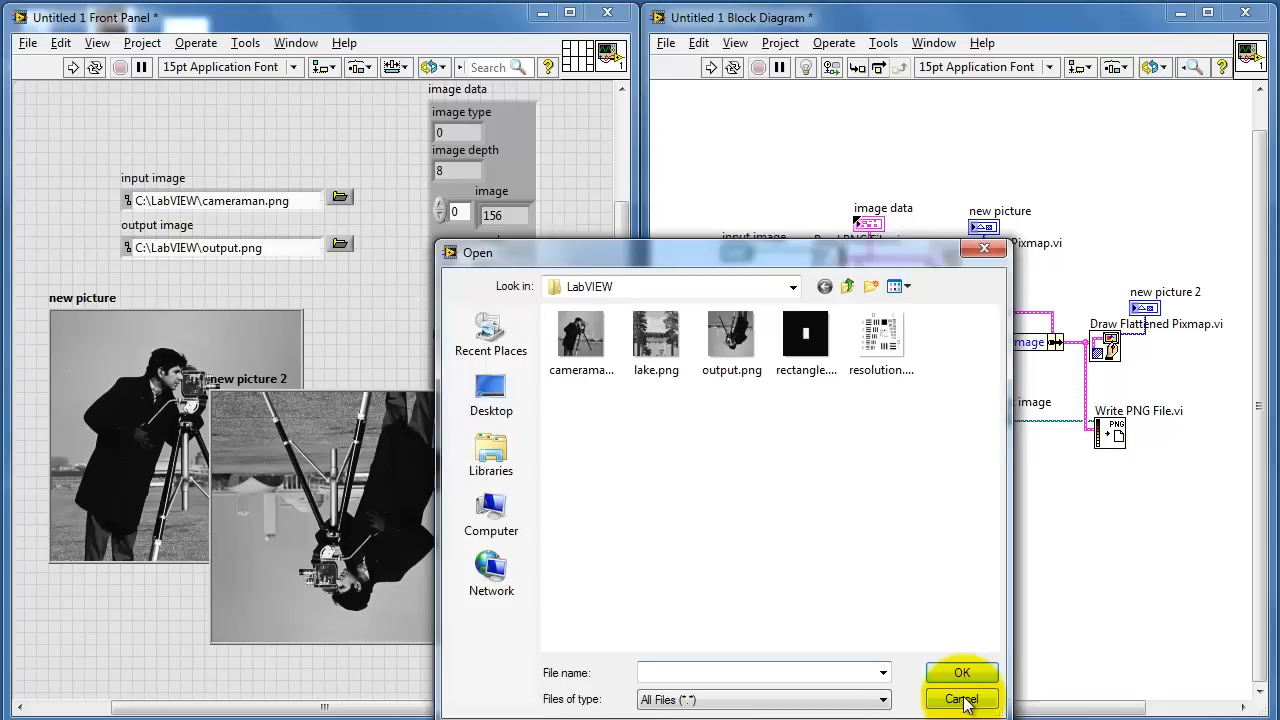 Untitled 1 Front Panel *
File Edit View Project Operate Tools Window Help
15pt Application Font
Search
1
image data
image type
0
image depth
8
image
0
156
input image
C:\LabVIEW\cameraman.png
output image
C:\LabVIEW\output.png
new picture
new picture 2
Untitled 1 Block Diagram *
File Edit View Project Operate Tools Window Help
15pt Application Font
1
image data
new picture
Pixmap.vi
new picture 2
Draw Flattened Pixmap.vi
image
image
Write PNG File.vi
PNG
Open
Look in:
LabVIEW
Recent Places
Desktop
Libraries
Computer
Network
camerama...
lake.png
output.png
rectangle....
resolution....
File name:
OK
Files of type:
All Files (*.*)
Cancel